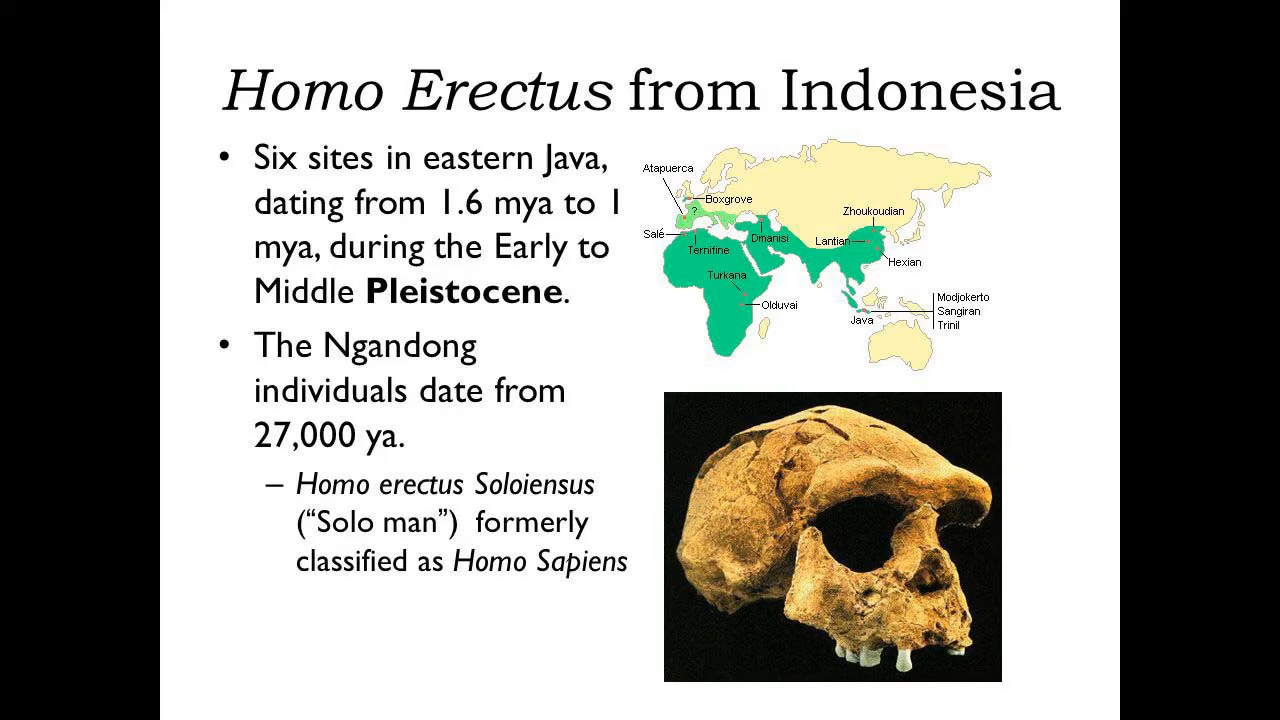 Homo Erectus from Indonesia
• Six sites in eastern Java,
dating from 1.6 mya to 1
mya, during the Early to
Middle Pleistocene.
• The Ngandong
individuals date from
27,000 ya.
– Homo erectus Soloiensus
(“Solo man”) formerly
classified as Homo Sapiens
Atapuerca
Boxgrove
?
Zhoukoudian
Salé
Dmanisi
Lantian
Ternifine
Hexian
Turkana
Olduvai
Modjokerto
Sangiran
Java
Trinil